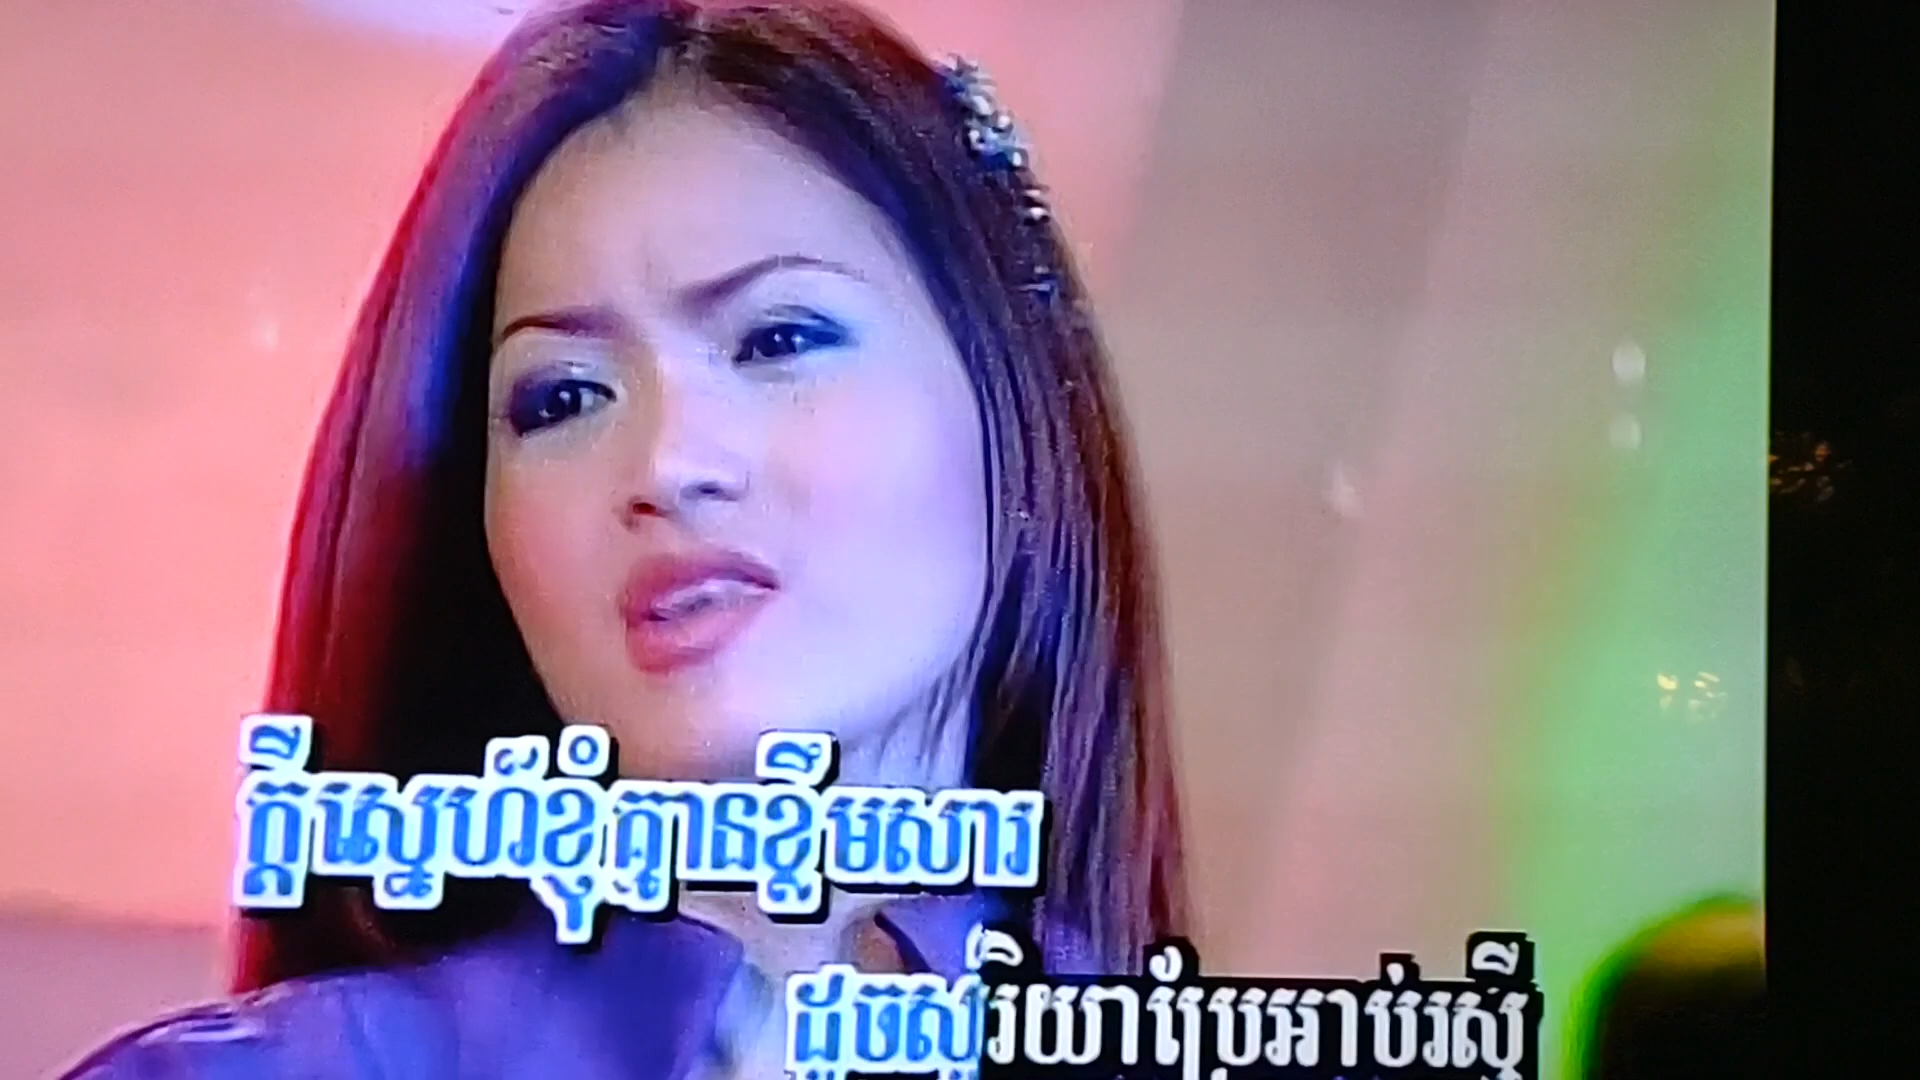 ក្ដីស្នេហ៍ខ្ញុំគ្មានខ្លឹមសារ
ដូចសូរិយាប្រែអាប់រស្មី